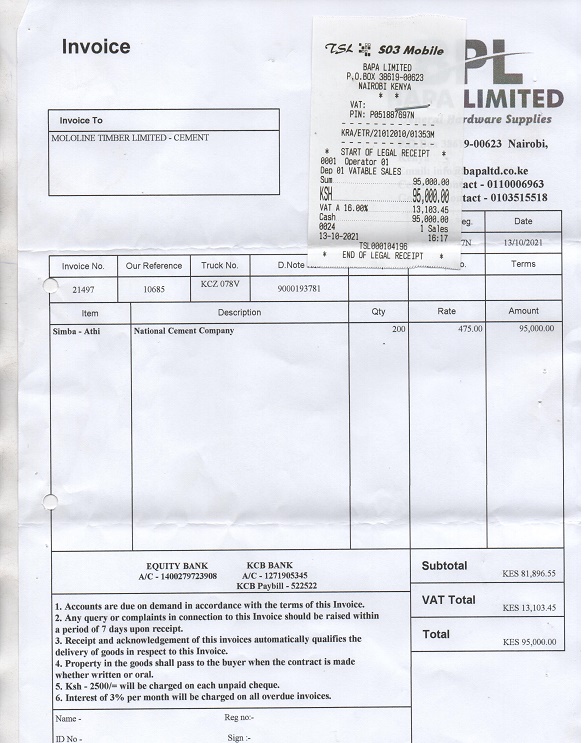 Invoice
TSL S03 Mobile
BAPA LIMITED
P.O.BOX 38619-00623
NAIROBI KENYA
* *
VAT:
PIN: P051887697N
KRA/ETR/21012010/01353M
* START OF LEGAL RECEIPT *
0001 Operator 01
Dep 01 VATABLE SALES
Sum 95,000.00
KSH 95,000.00
VAT A 16.00% 13,103.45
Cash 95,000.00
0024 1 Sales
13-10-2021 16:17
TSL000104196
* END OF LEGAL RECEIPT *
BPL
LIMITED
rdware Supplies
9-00623 Nairobi,
bapaltd.co.ke
act - 0110006963
tact - 0103515518
Invoice To
MOLOLINE TIMBER LIMITED - CEMENT
eg. Date
7N 13/10/2021
Invoice No. Our Reference Truck No. D.Note o. Terms
21497 10685 KCZ 078V 9000193781
Item Description Qty Rate Amount
Simba - Athi National Cement Company 200 475.00 95,000.00
EQUITY BANK KCB BANK
A/C - 1400279723908 A/C - 1271905345
KCB Paybill - 522522
Subtotal KES 81,896.55
VAT Total KES 13,103.45
Total KES 95,000.00
1. Accounts are due on demand in accordance with the terms of this Invoice.
2. Any query or complaints in connection to this Invoice should be raised within
a period of 7 days upon receipt.
3. Receipt and acknowledgement of this invoices automatically qualifies the
delivery of goods in respect to this Invoice.
4. Property in the goods shall pass to the buyer when the contract is made
whether written or oral.
5. Ksh - 2500/= will be charged on each unpaid cheque.
6. Interest of 3% per month will be charged on all overdue invoices.
Name - Reg no:-
ID No - Sign :-